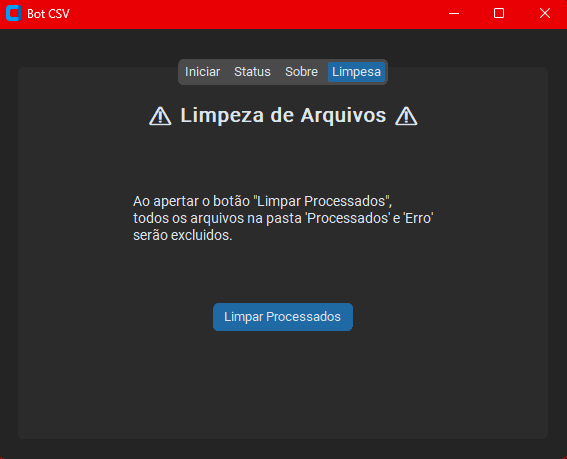 Bot CSV
Iniciar Status Sobre Limpesa
⚠ Limpeza de Arquivos ⚠
Ao apertar o botão "Limpar Processados",
todos os arquivos na pasta 'Processados' e 'Erro'
serão excluidos.
Limpar Processados